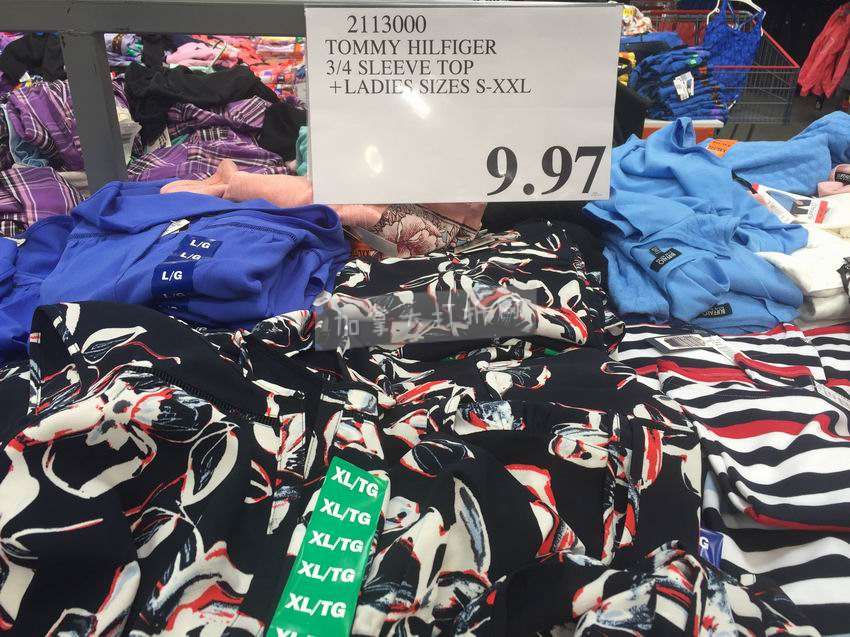 2113000
TOMMY HILFIGER
3/4 SLEEVE TOP
+LADIES SIZES S-XXL
9.97
L/G
L/G
L/G
BUFFALO
XL/TG
XL/TG
XL/TG
XL/TG
XL/TG